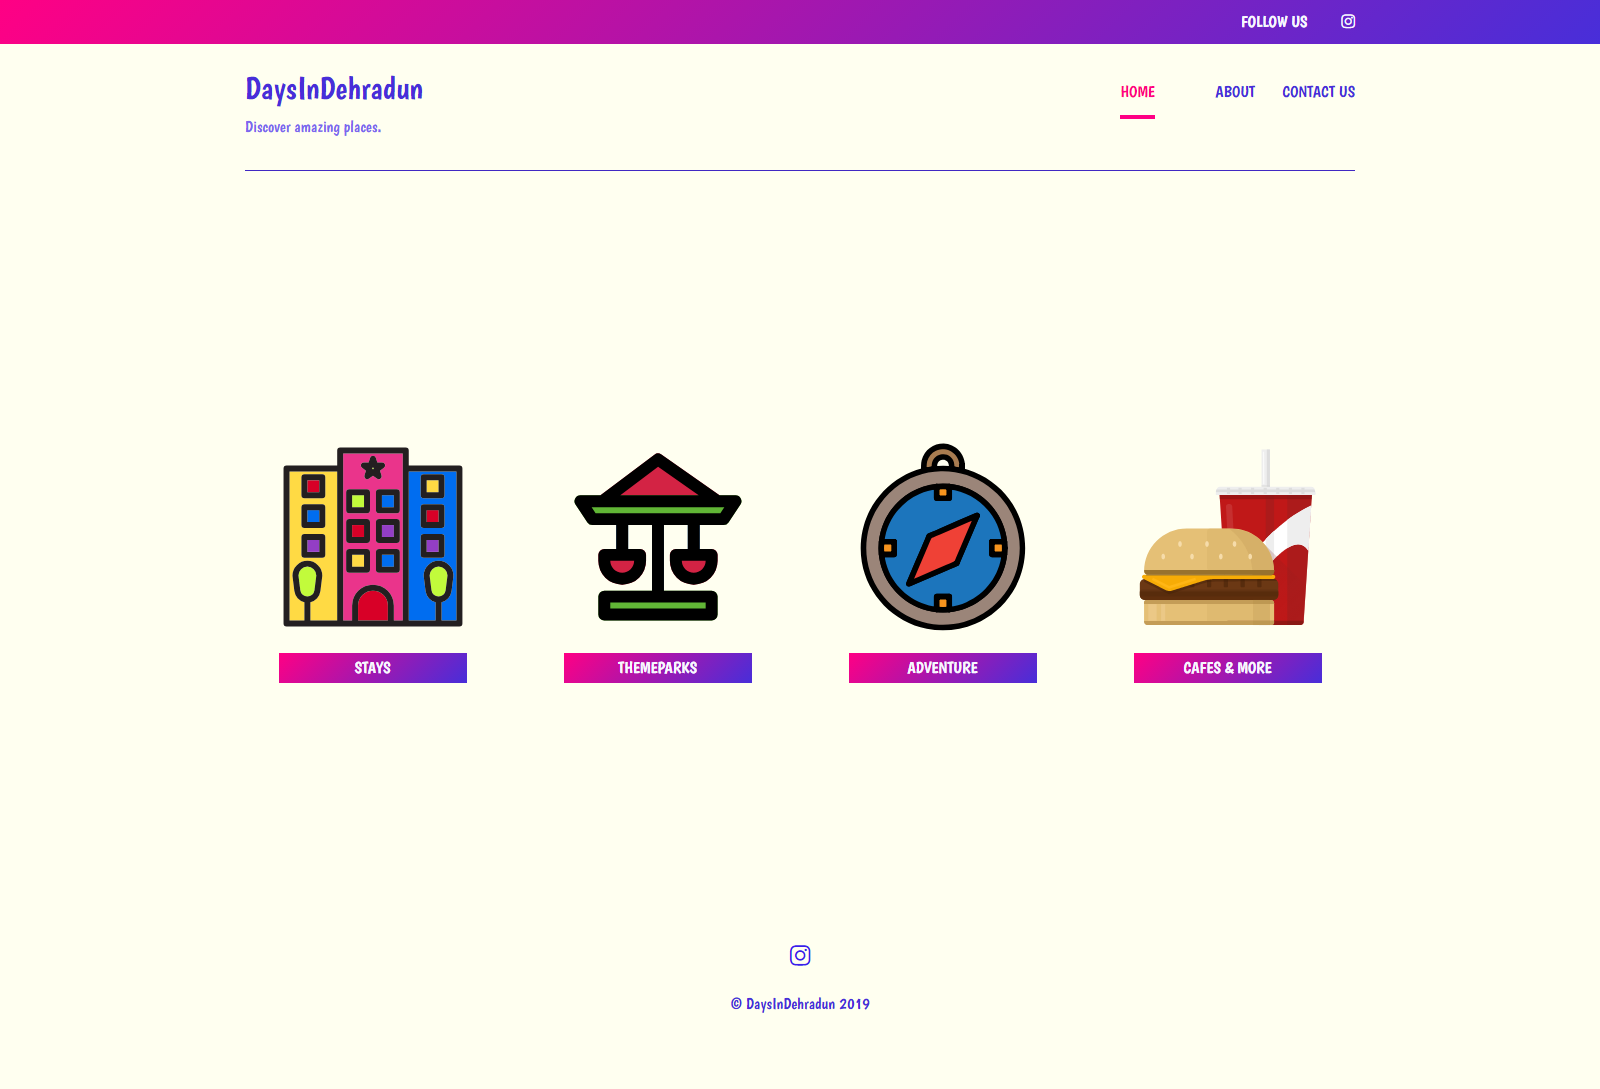 FOLLOW US
DaysInDehradun
Discover amazing places.
HOME ABOUT CONTACT US
STAYS THEMEPARKS ADVENTURE CAFES & MORE
© DaysInDehradun 2019